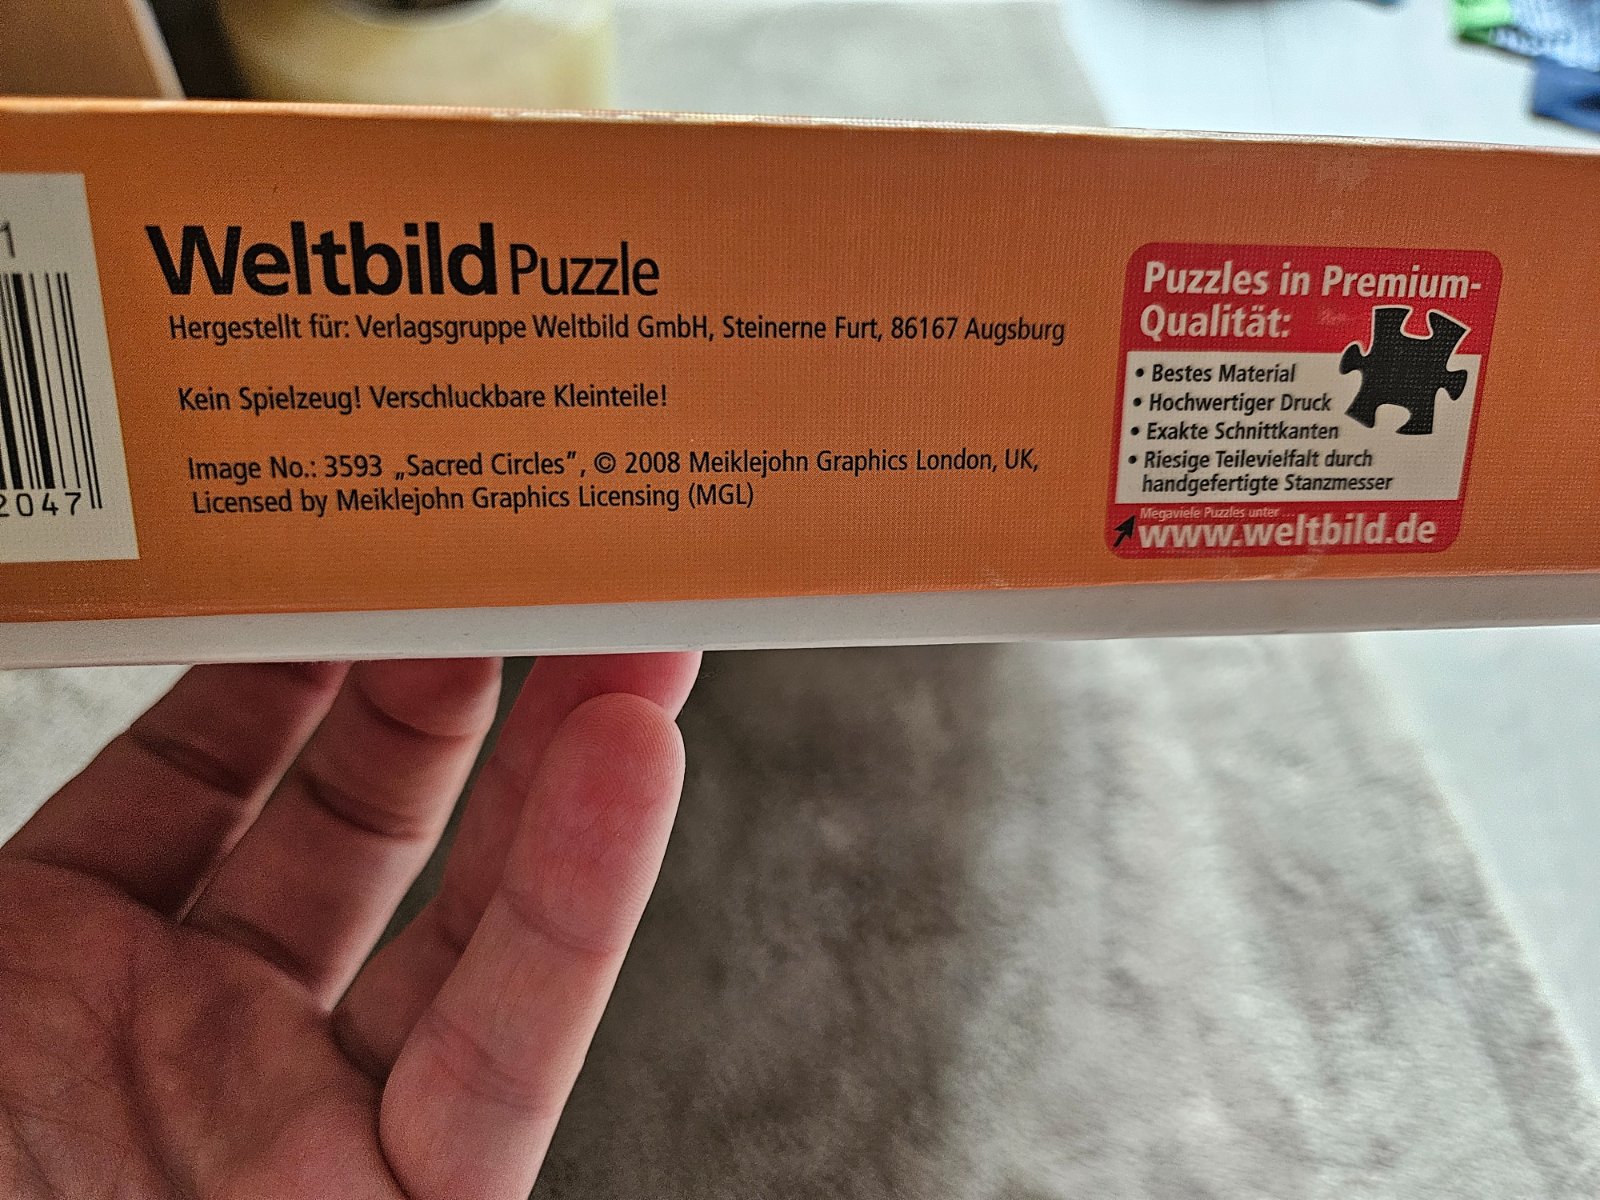 1
2047
Weltbild Puzzle
Hergestellt für: Verlagsgruppe Weltbild GmbH, Steinerne Furt, 86167 Augsburg
Kein Spielzeug! Verschluckbare Kleinteile!
Image No.: 3593 „Sacred Circles”, © 2008 Meiklejohn Graphics London, UK,
Licensed by Meiklejohn Graphics Licensing (MGL)
Puzzles in Premium-
Qualität:
• Bestes Material
• Hochwertiger Druck
• Exakte Schnittkanten
• Riesige Teilevielfalt durch
handgefertigte Stanzmesser
Megaviele Puzzles unter ...
www.weltbild.de